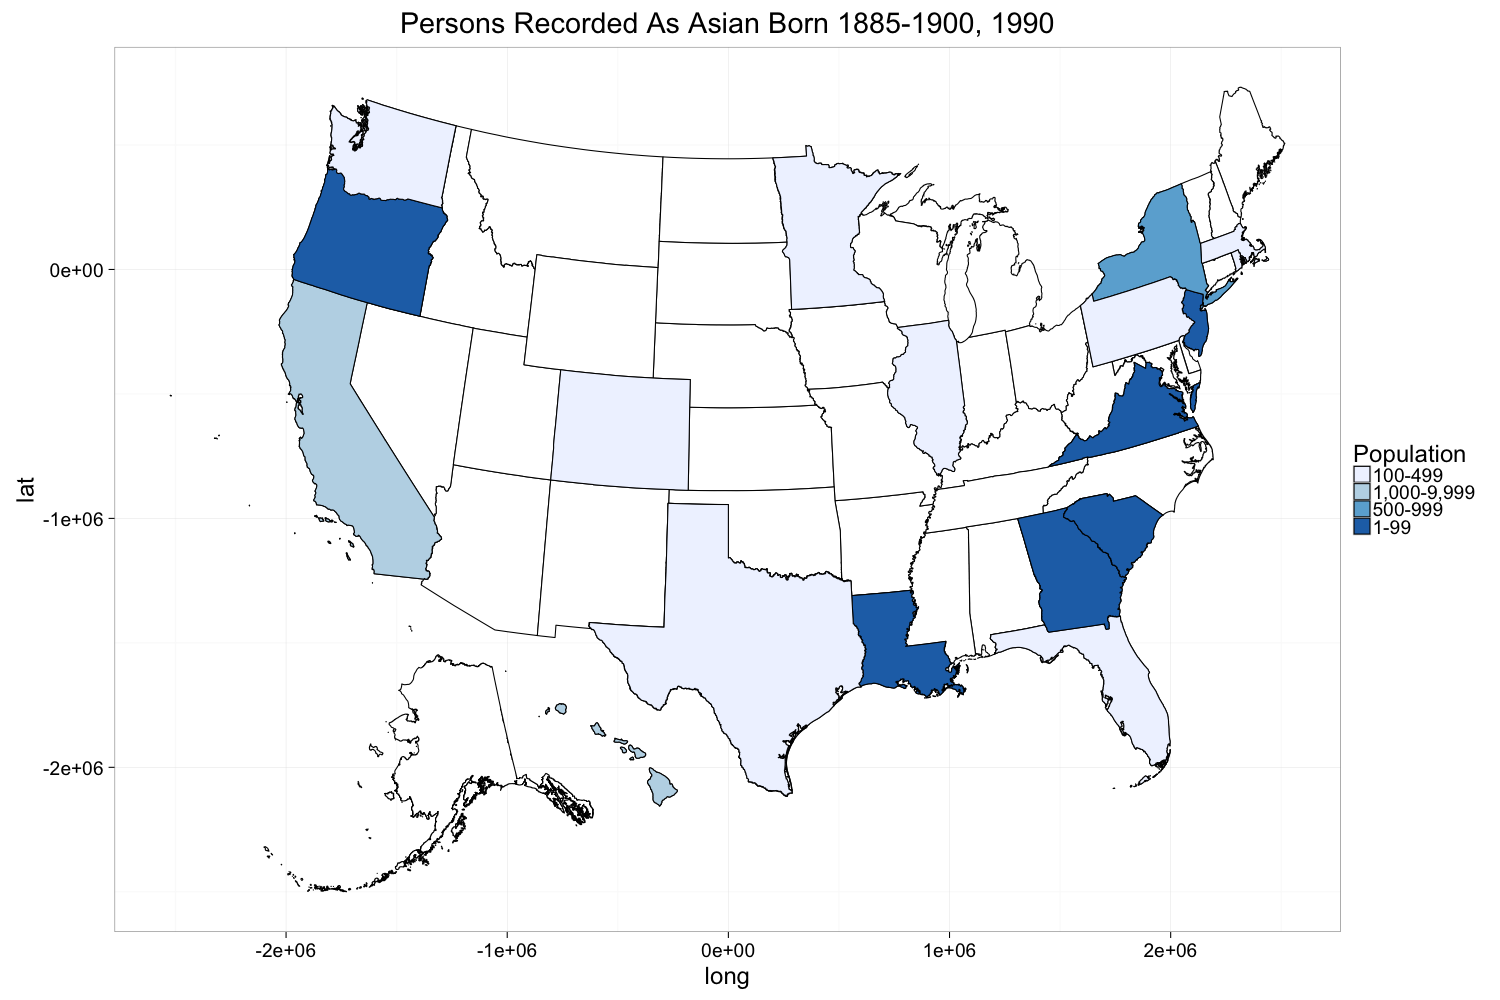 Persons Recorded As Asian Born 1885-1900, 1990
lat
0e+00
-1e+06
-2e+06
-2e+06
-1e+06
0e+00
1e+06
2e+06
long
Population
100-499
1,000-9,999
500-999
1-99